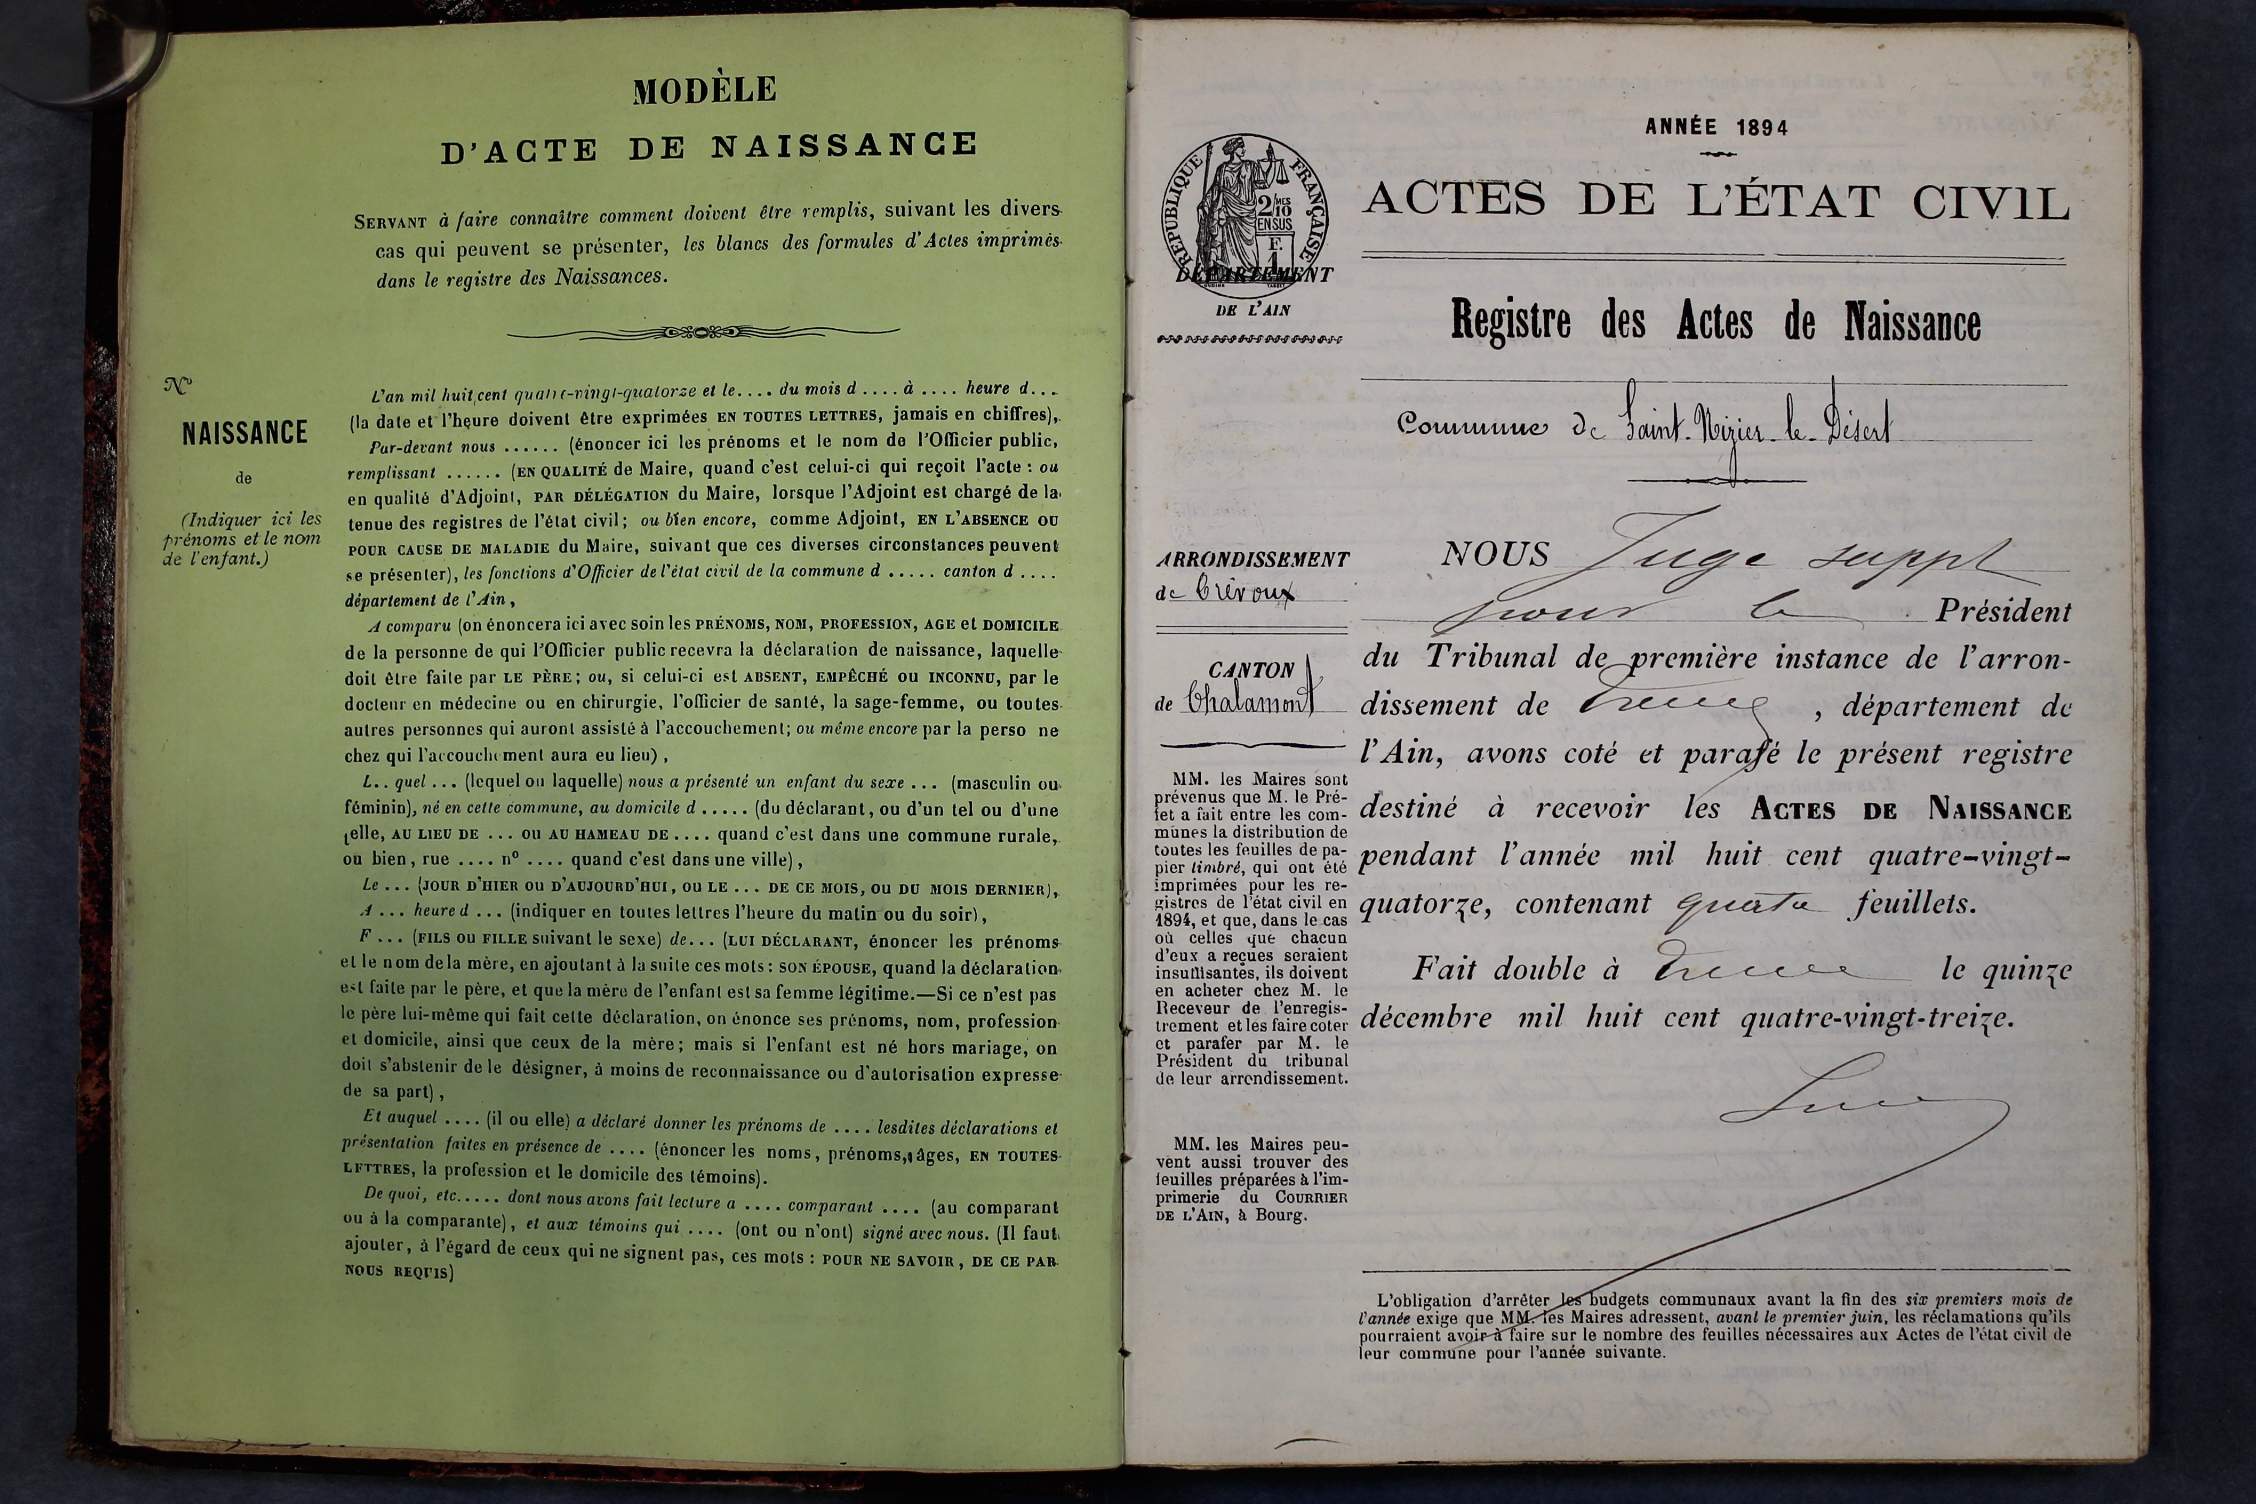 MODÈLE
D'ACTE DE NAISSANCE
SERVANT à faire connaître comment doivent être remplis, suivant les divers
cas qui peuvent se présenter, les blancs des formules d'Actes imprimés
dans le registre des Naissances.
N°
NAISSANCE
de
(Indiquer ici les
prénoms et le nom
de l'enfant.)
L'an mil huit cent quatre-vingt-quatorze et le.... du mois d .... à .... heure d...
(la date et l'heure doivent être exprimées EN TOUTES LETTRES, jamais en chiffres),
Par-devant nous ...... (énoncer ici les prénoms et le nom de l'Officier public,
remplissant ...... (EN QUALITÉ de Maire, quand c'est celui-ci qui reçoit l'acte : ou
en qualité d'Adjoint, PAR DÉLÉGATION du Maire, lorsque l'Adjoint est chargé de la
tenue des registres de l'état civil; ou bien encore, comme Adjoint, EN L'ABSENCE OU
POUR CAUSE DE MALADIE du Maire, suivant que ces diverses circonstances peuvent
se présenter), les fonctions d'Officier de l'état civil de la commune d ..... canton d ....
département de l'Ain,
A comparu (on énoncera ici avec soin les PRÉNOMS, NOM, PROFESSION, AGE et DOMICILE
de la personne de qui l'Officier public recevra la déclaration de naissance, laquelle
doit être faite par LE PÈRE; ou, si celui-ci est ABSENT, EMPÊCHÉ OU INCONNU, par le
docteur en médecine ou en chirurgie, l'officier de santé, la sage-femme, ou toutes
autres personnes qui auront assisté à l'accouchement; ou même encore par la perso ne
chez qui l'accouchement aura eu lieu),
L.. quel ... (lequel ou laquelle) nous a présenté un enfant du sexe ... (masculin ou
féminin), né en cette commune, au domicile d ..... (du déclarant, ou d'un tel ou d'une
telle, AU LIEU DE ... OU AU HAMEAU DE .... quand c'est dans une commune rurale,
ou bien, rue .... n° .... quand c'est dans une ville),
Le ... (JOUR D'HIER OU D'AUJOURD'HUI, OU LE ... DE CE MOIS, OU DU MOIS DERNIER),
A ... heure d ... (indiquer en toutes lettres l'heure du matin ou du soir),
F ... (FILS OU FILLE suivant le sexe) de... (LUI DÉCLARANT, énoncer les prénoms
et le nom de la mère, en ajoutant à la suite ces mots : SON ÉPOUSE, quand la déclaration
est faite par le père, et que la mère de l'enfant est sa femme légitime.—Si ce n'est pas
le père lui-même qui fait cette déclaration, on énonce ses prénoms, nom, profession
et domicile, ainsi que ceux de la mère; mais si l'enfant est né hors mariage, on
doit s'abstenir de le désigner, à moins de reconnaissance ou d'autorisation expresse
de sa part),
Et auquel .... (il ou elle) a déclaré donner les prénoms de .... lesdites déclarations et
présentation faites en présence de .... (énoncer les noms, prénoms, âges, EN TOUTES
LETTRES, la profession et le domicile des témoins).
De quoi, etc..... dont nous avons fait lecture a .... comparant .... (au comparant
ou à la comparante), et aux témoins qui .... (ont ou n'ont) signé avec nous. (Il faut
ajouter, à l'égard de ceux qui ne signent pas, ces mots : POUR NE SAVOIR, DE CE PAR
NOUS REQUIS)
ANNÉE 1894
RÉPUBLIQUE FRANÇAISE
2/10 MES
EN SUS
F.
1
DÉPARTEMENT
DE L'AIN
ACTES DE L'ÉTAT CIVIL
Registre des Actes de Naissance
Commune de Saint-Nizier-le-Désert
ARRONDISSEMENT
de Trévoux
CANTON
de Chalamont
MM. les Maires sont
prévenus que M. le Pré-
fet a fait entre les com-
munes la distribution de
toutes les feuilles de pa-
pier timbré, qui ont été
imprimées pour les re-
gistres de l'état civil en
1894, et que, dans le cas
où celles que chacun
d'eux a reçues seraient
insuffisantes, ils doivent
en acheter chez M. le
Receveur de l'enregis-
trement et les faire coter
et parafer par M. le
Président du tribunal
de leur arrondissement.
MM. les Maires peu-
vent aussi trouver des
feuilles préparées à l'im-
primerie du COURRIER
DE L'AIN, à Bourg.
NOUS Juge suppt
pour le Président
du Tribunal de première instance de l'arron-
dissement de Trévoux, département de
l'Ain, avons coté et parafé le présent registre
destiné à recevoir les ACTES DE NAISSANCE
pendant l'année mil huit cent quatre-vingt-
quatorze, contenant feuillets.
Fait double à Trévoux le quinze
décembre mil huit cent quatre-vingt-treize.
L'obligation d'arrêter les budgets communaux avant la fin des six premiers mois de
l'année exige que MM. les Maires adressent, avant le premier juin, les réclamations qu'ils
pourraient avoir à faire sur le nombre des feuilles nécessaires aux Actes de l'état civil de
leur commune pour l'année suivante.